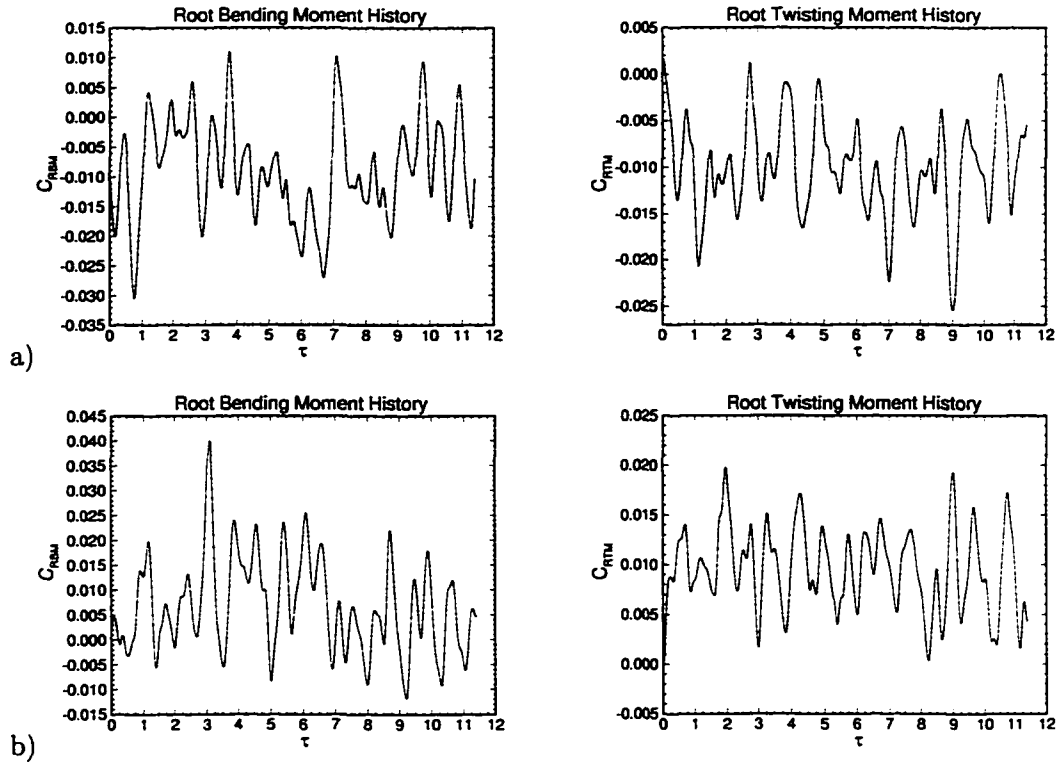 Root Bending Moment History
0.015
0.010
0.005
0.000
-0.005
-0.010
-0.015
-0.020
-0.025
-0.030
-0.035
C_RBM
0 1 2 3 4 5 6 7 8 9 10 11 12
τ
Root Twisting Moment History
0.000
-0.005
-0.010
-0.015
-0.020
-0.025
C_RTM
0 1 2 3 4 5 6 7 8 9 10 11 12
τ
a)
Root Bending Moment History
0.045
0.040
0.035
0.030
0.025
0.020
0.015
0.010
0.005
0.000
-0.005
-0.010
-0.015
C_RBM
0 1 2 3 4 5 6 7 8 9 10 11 12
τ
Root Twisting Moment History
0.025
0.020
0.015
0.010
0.005
0.000
-0.005
C_RTM
0 1 2 3 4 5 6 7 8 9 10 11 12
τ
b)